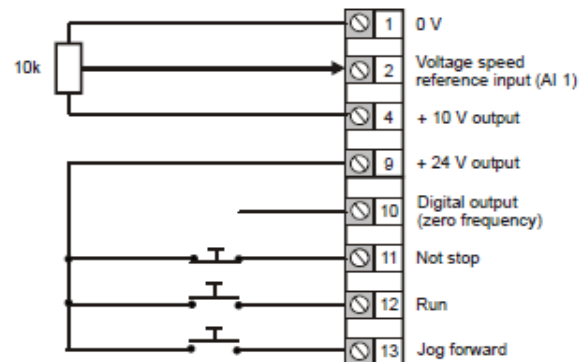 1 0 V
10k
2 Voltage speed
reference input (AI 1)
4 + 10 V output
9 + 24 V output
10 Digital output
(zero frequency)
11 Not stop
12 Run
13 Jog forward